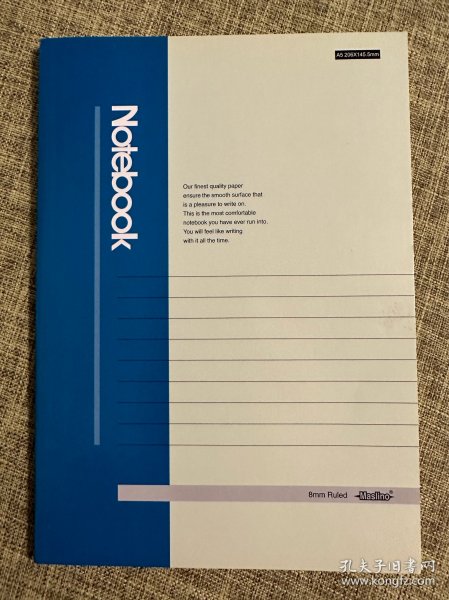 A5 206X145.5mm
Notebook
Our finest quality paper
ensure the smooth surface that
is a pleasure to write on.
This is the most comfortable
notebook you have ever run into.
You will feel like writing
with it all the time.
8mm Ruled
Maslino
孔夫子旧书网
www.kongfz.com